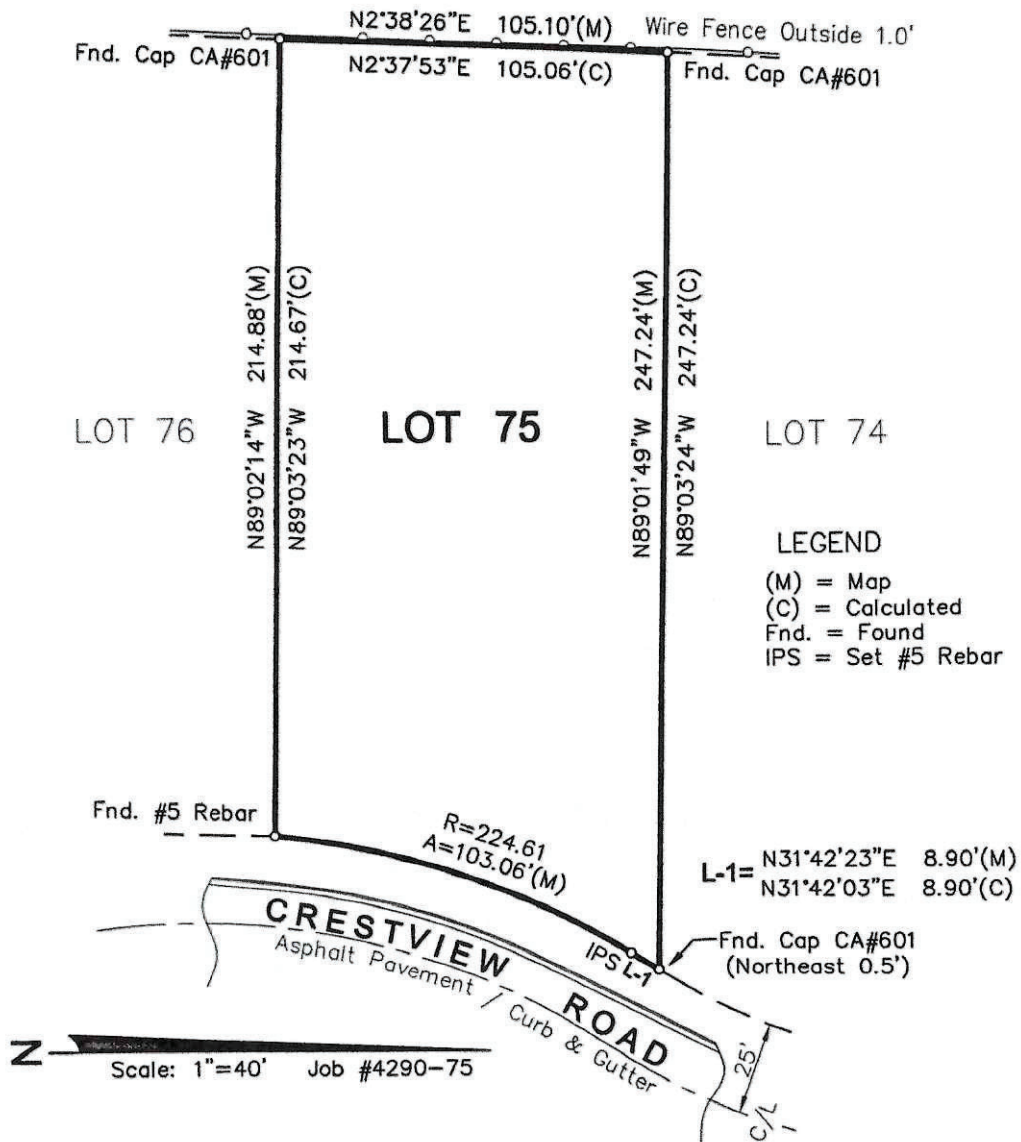 N2°38'26"E 105.10'(M)
Wire Fence Outside 1.0'
Fnd. Cap CA#601
N2°37'53"E 105.06'(C)
Fnd. Cap CA#601
N89°02'14"W 214.88'(M)
N89°03'23"W 214.67'(C)
N89°01'49"W 247.24'(M)
N89°03'24"W 247.24'(C)
LOT 76
LOT 75
LOT 74
LEGEND
(M) = Map
(C) = Calculated
Fnd. = Found
IPS = Set #5 Rebar
Fnd. #5 Rebar
R=224.61
A=103.06'(M)
L-1= N31°42'23"E 8.90'(M)
N31°42'03"E 8.90'(C)
IPS L-1
Fnd. Cap CA#601
(Northeast 0.5')
CRESTVIEW ROAD
Asphalt Pavement / Curb & Gutter
25'
C/L
N
Scale: 1"=40' Job #4290-75